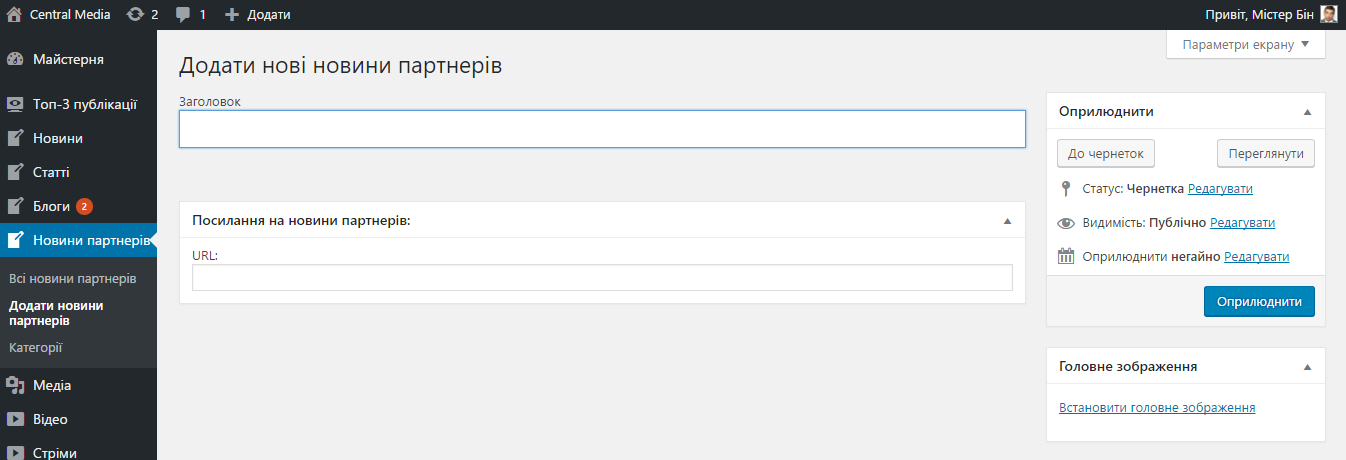 Central Media 2 1 Додати Привіт, Містер Бін
Параметри екрану
Майстерня
Топ-3 публікації
Новини
Статті
Блоги 2
Новини партнерів
Всі новини партнерів
Додати новини
партнерів
Категорії
Медіа
Відео
Стріми
Додати нові новини партнерів
Заголовок
Посилання на новини партнерів:
URL:
Оприлюднити
До чернеток Переглянути
Статус: Чернетка Редагувати
Видимість: Публічно Редагувати
Оприлюднити негайно Редагувати
Оприлюднити
Головне зображення
Встановити головне зображення